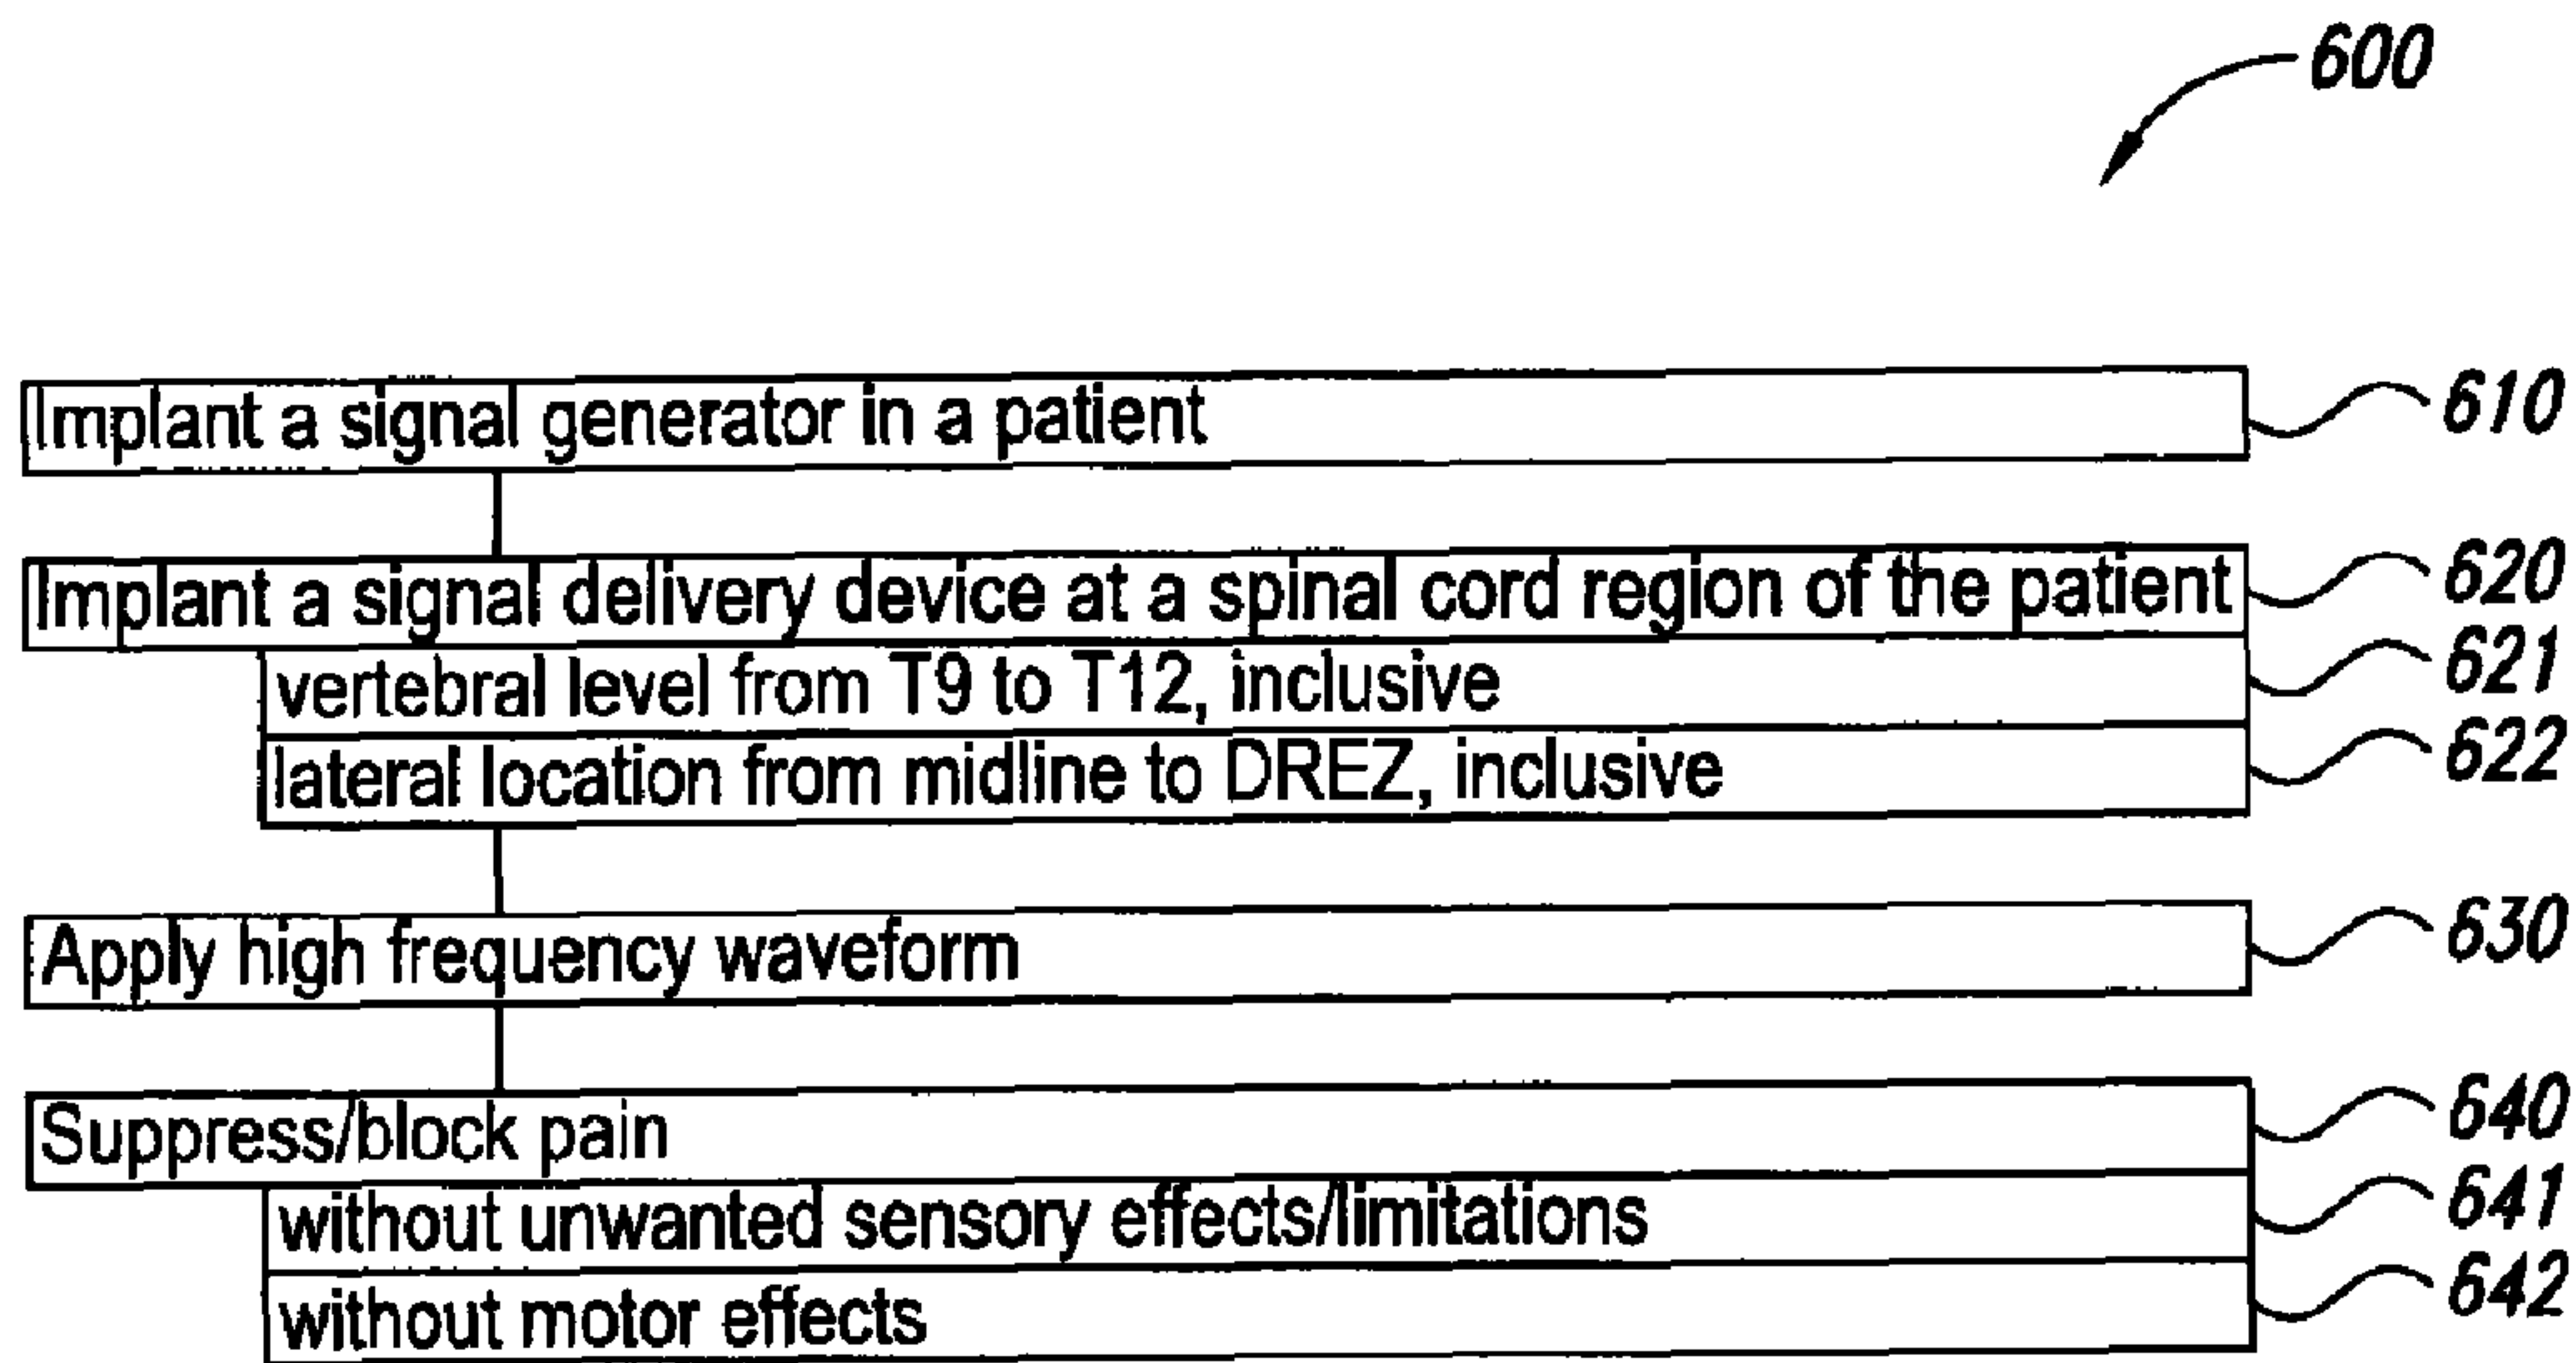 600
Implant a signal generator in a patient 610
Implant a signal delivery device at a spinal cord region of the patient 620
vertebral level from T9 to T12, inclusive 621
lateral location from midline to DREZ, inclusive 622
Apply high frequency waveform 630
Suppress/block pain 640
without unwanted sensory effects/limitations 641
without motor effects 642